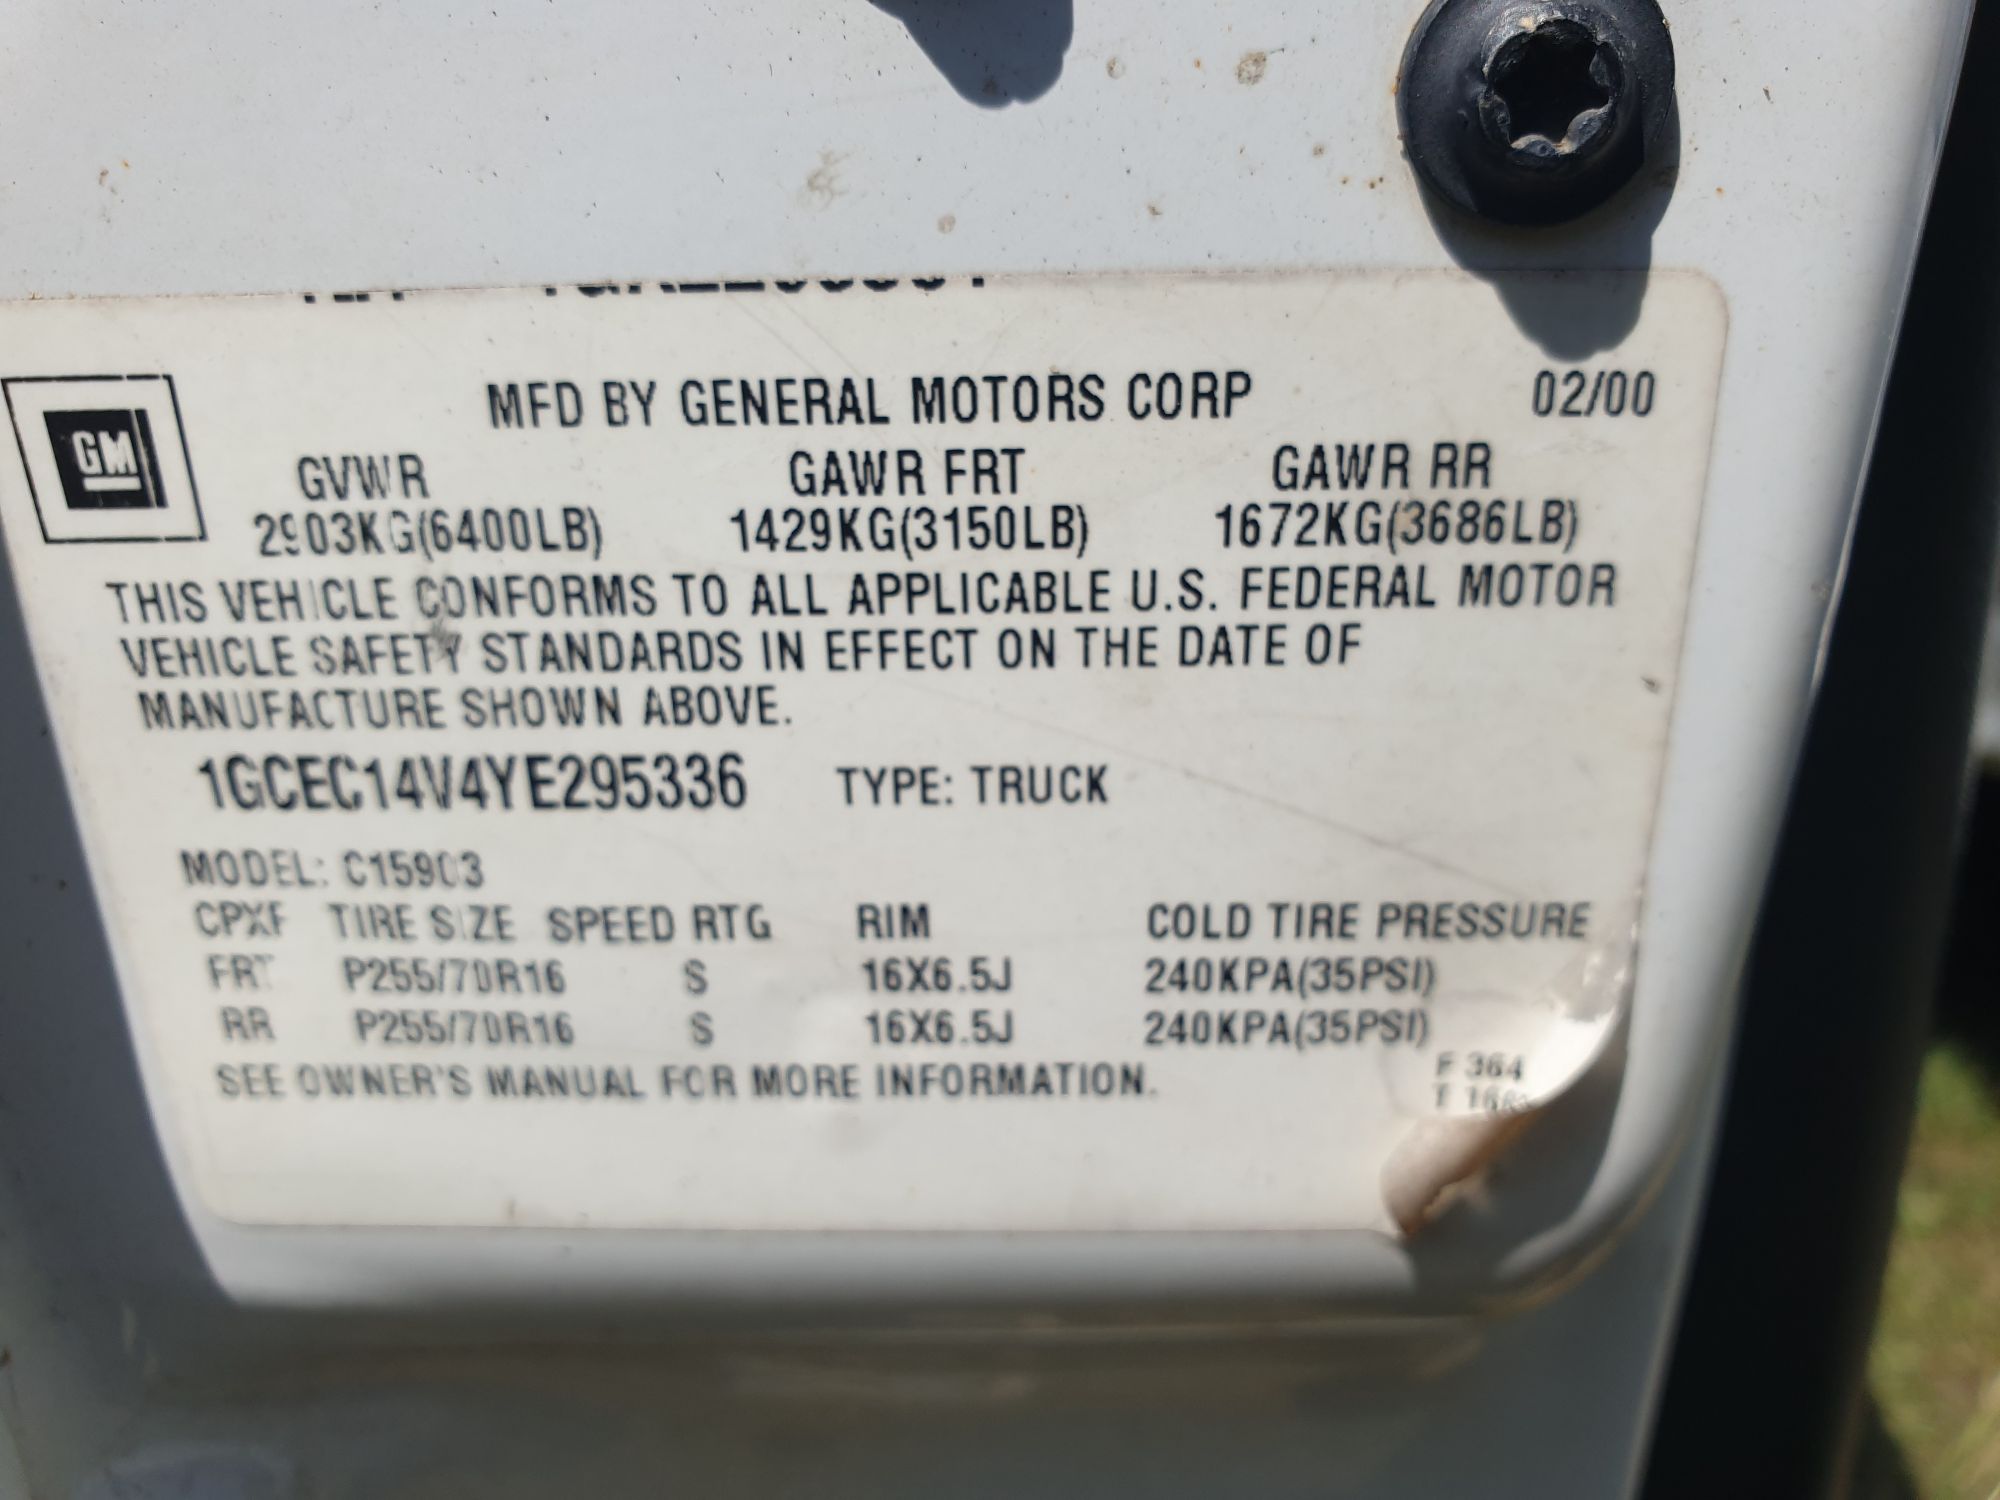 MFD BY GENERAL MOTORS CORP 02/00
GM
GVWR GAWR FRT GAWR RR
2903KG(6400LB) 1429KG(3150LB) 1672KG(3686LB)
THIS VEHICLE CONFORMS TO ALL APPLICABLE U.S. FEDERAL MOTOR
VEHICLE SAFETY STANDARDS IN EFFECT ON THE DATE OF
MANUFACTURE SHOWN ABOVE.
1GCEC14V4YE295336 TYPE: TRUCK
MODEL: C15903
CPXF TIRE SIZE SPEED RTG RIM COLD TIRE PRESSURE
FRT P255/70R16 S 16X6.5J 240KPA(35PSI)
RR P255/70R16 S 16X6.5J 240KPA(35PSI)
SEE OWNER'S MANUAL FOR MORE INFORMATION.
F 364